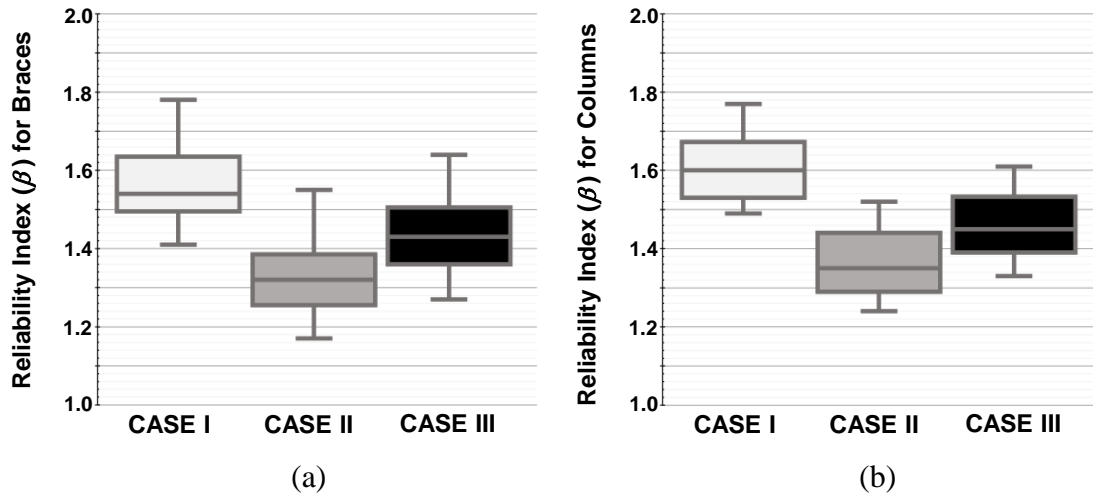 Reliability Index (β) for Braces
2.0
1.8
1.6
1.4
1.2
1.0
CASE I CASE II CASE III
(a)
Reliability Index (β) for Columns
2.0
1.8
1.6
1.4
1.2
1.0
CASE I CASE II CASE III
(b)